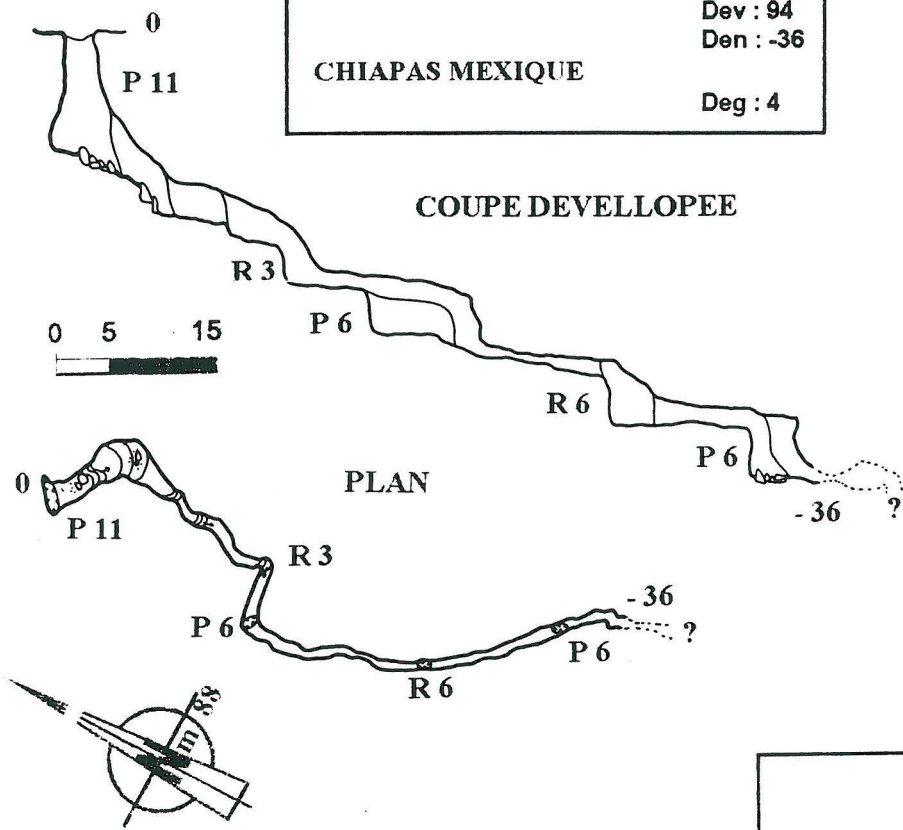 Dev : 94
Den : -36
CHIAPAS MEXIQUE
Deg : 4
0
P 11
COUPE DEVELLOPEE
R 3
P 6
0 5 15
R 6
P 6
- 36
?
PLAN
0
P 11
R 3
P 6
R 6
P 6
- 36
?
m 88